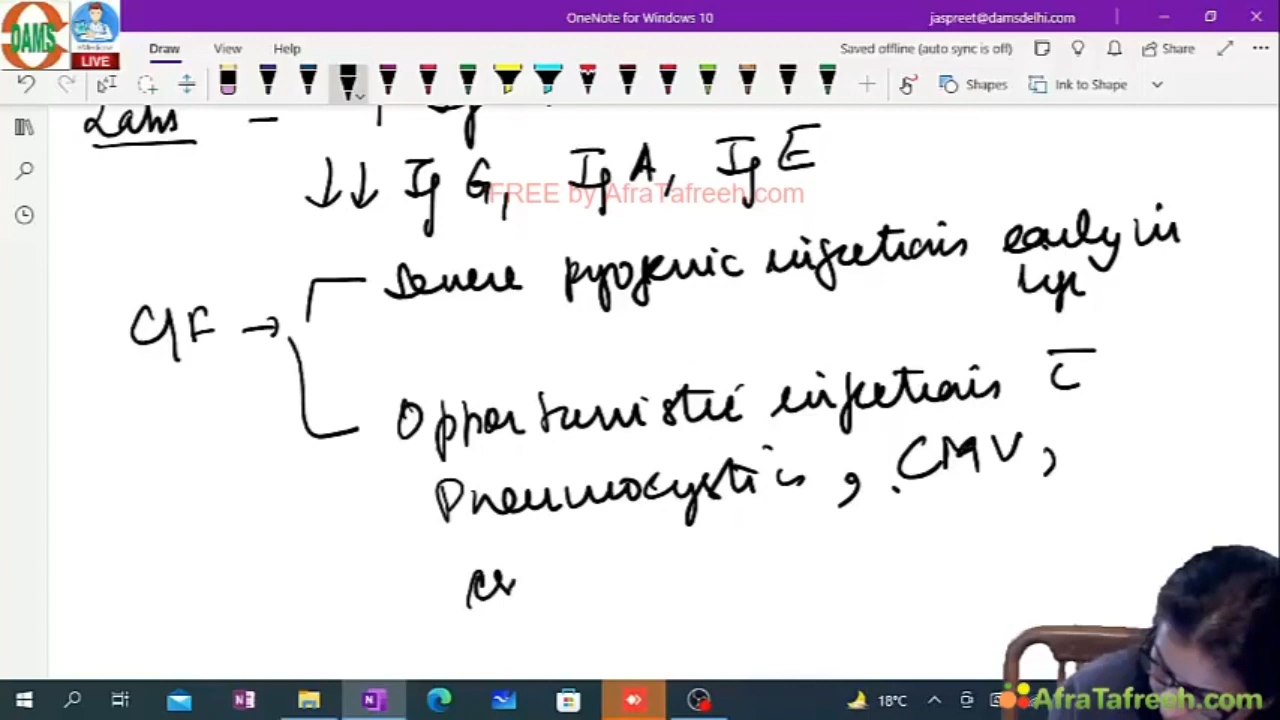 OneNote for Windows 10
jaspreet@damsdelhi.com
DAMS
eMedicoz
LIVE
Draw View Help
Saved offline (auto sync is off)
Share
Shapes
Ink to Shape
Labs -
↓↓ Ig G, Ig A, Ig E
FREE by AfraTafreeh.com
Severe pyogenic infections early in
life
C/F →
Opportunistic infections c̅
Pneumocystis, CMV,
18°C
AfraTafreeh.com